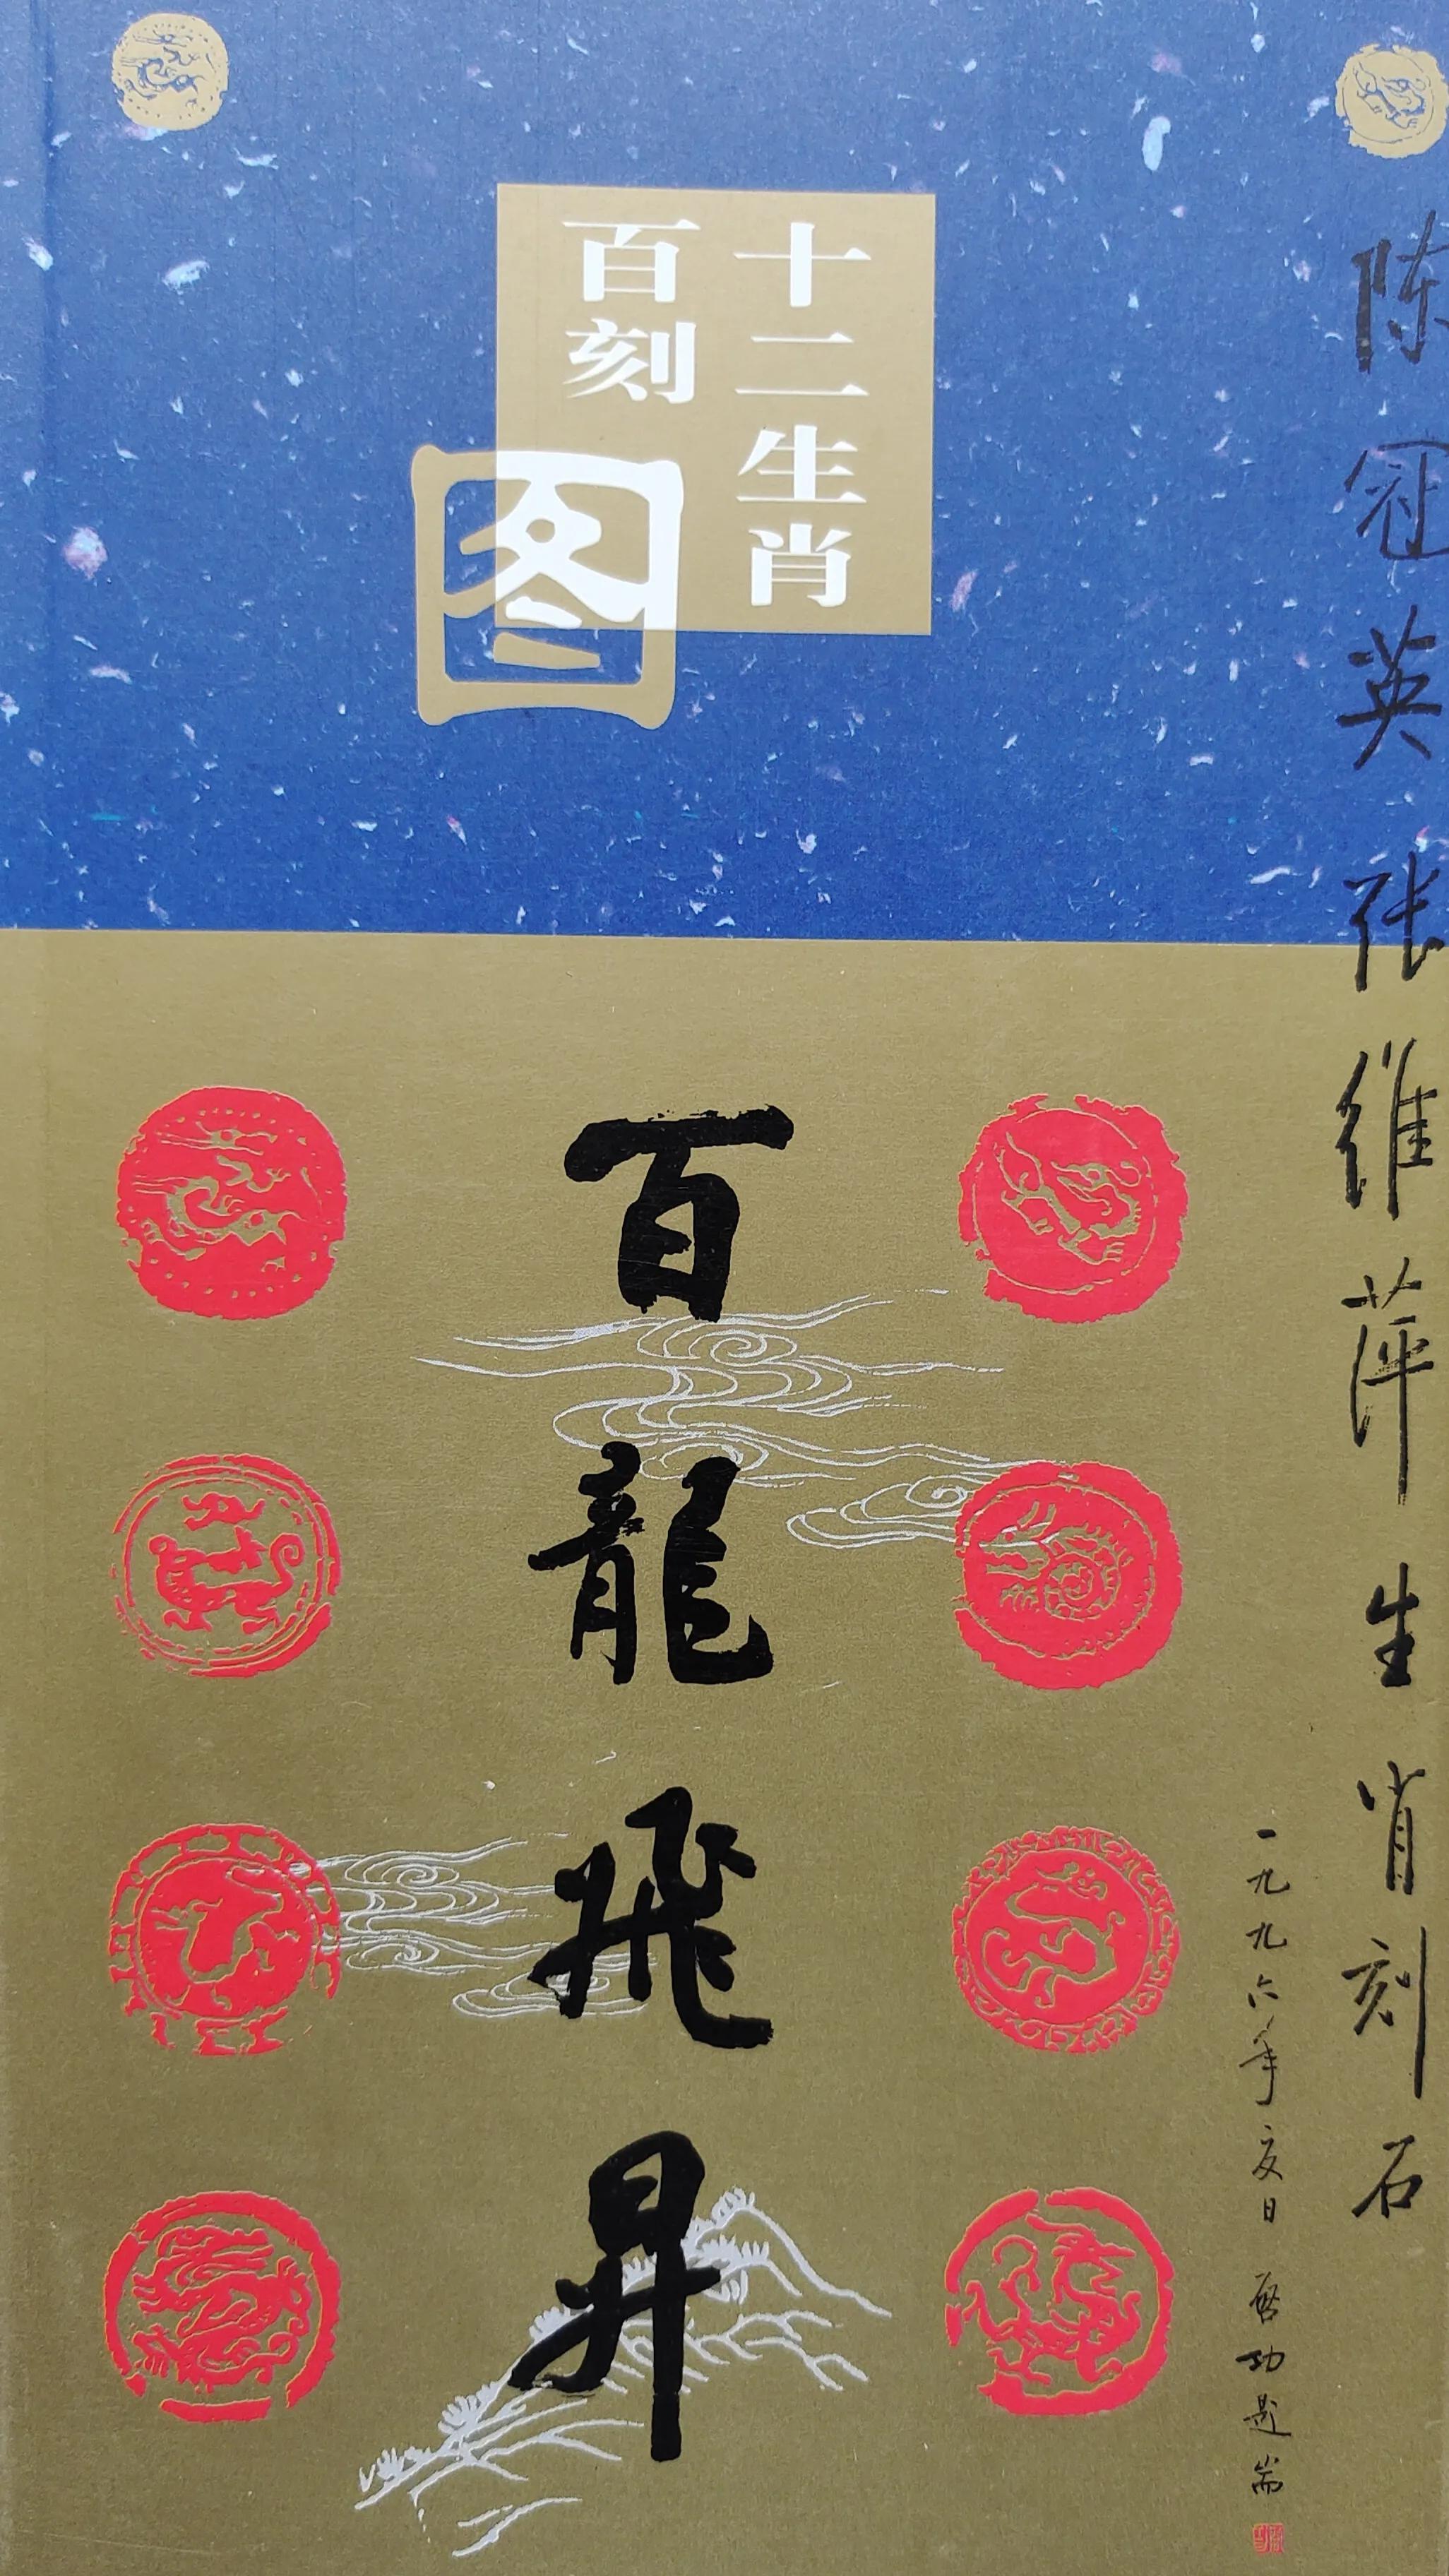 十二生肖
百刻
图
陈冠英张维萍生肖刻石
一九九六年夏日 启功题耑
百龍飛昇